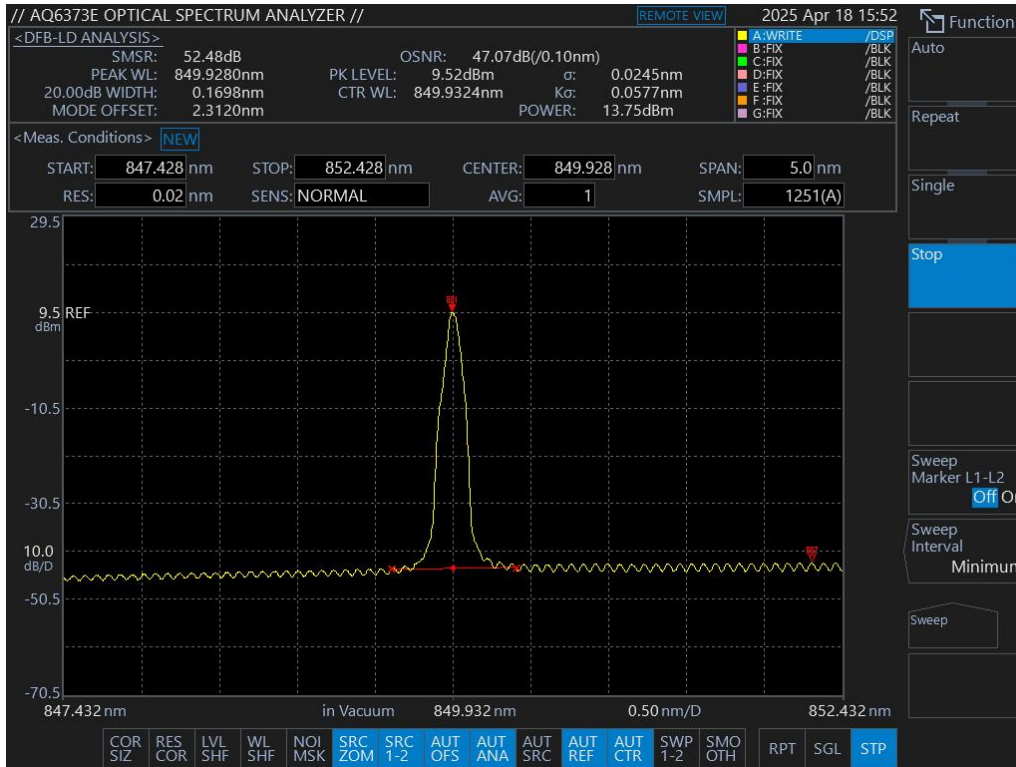 // AQ6373E OPTICAL SPECTRUM ANALYZER // REMOTE VIEW 2025 Apr 18 15:52
Function
<DFB-LD ANALYSIS>
SMSR: 52.48dB OSNR: 47.07dB(/0.10nm)
PEAK WL: 849.9280nm PK LEVEL: 9.52dBm σ: 0.0245nm
20.00dB WIDTH: 0.1698nm CTR WL: 849.9324nm Kσ: 0.0577nm
MODE OFFSET: 2.3120nm POWER: 13.75dBm
A:WRITE /DSP
B:FIX /BLK
C:FIX /BLK
D:FIX /BLK
E:FIX /BLK
F:FIX /BLK
G:FIX /BLK
<Meas. Conditions> NEW
START: 847.428 nm STOP: 852.428 nm CENTER: 849.928 nm SPAN: 5.0 nm
RES: 0.02 nm SENS: NORMAL AVG: 1 SMPL: 1251(A)
29.5
9.5 REF
dBm
-10.5
-30.5
10.0
dB/D
-50.5
-70.5
001
002
847.432 nm in Vacuum 849.932 nm 0.50 nm/D 852.432 nm
COR SIZ
RES COR
LVL SHF
WL SHF
NOI MSK
SRC ZOM
SRC 1-2
AUT OFS
AUT ANA
AUT SRC
AUT REF
AUT CTR
SWP 1-2
SMO OTH
RPT
SGL
STP
Auto
Repeat
Single
Stop
Sweep
Marker L1-L2
Off On
Sweep
Interval
Minimum
Sweep